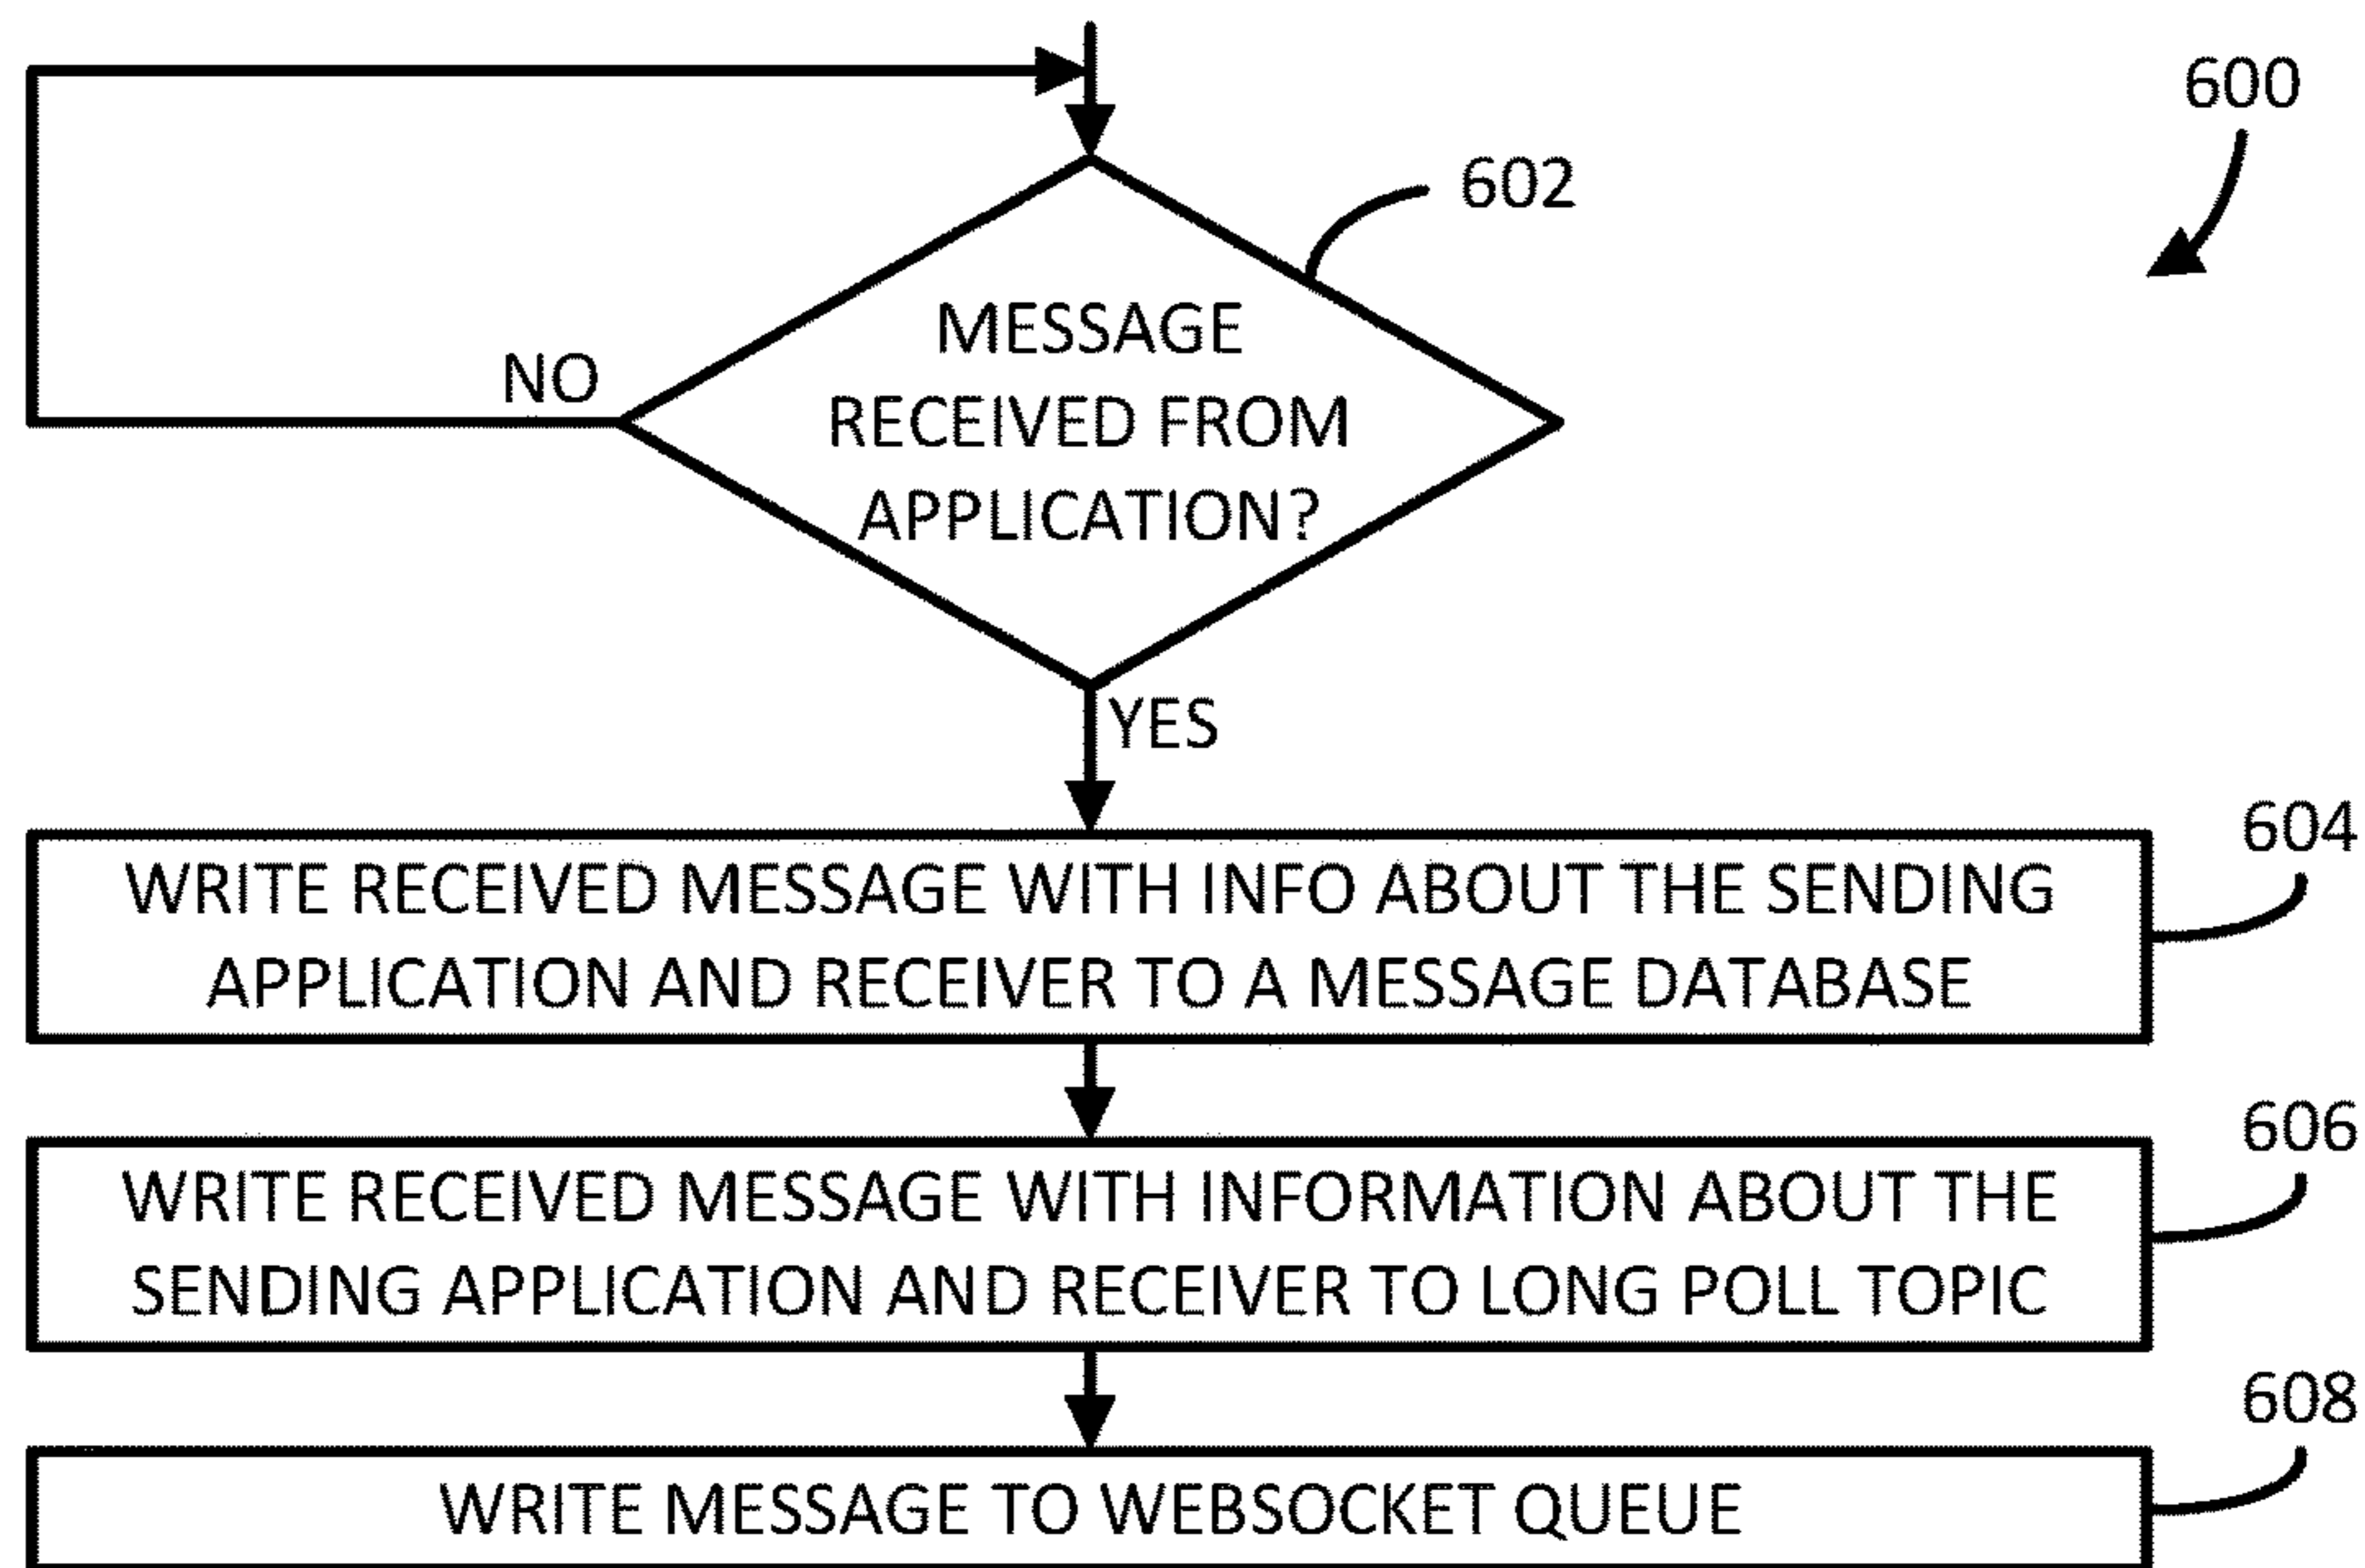 600
602
MESSAGE
RECEIVED FROM
APPLICATION?
NO
YES
604
WRITE RECEIVED MESSAGE WITH INFO ABOUT THE SENDING
APPLICATION AND RECEIVER TO A MESSAGE DATABASE
606
WRITE RECEIVED MESSAGE WITH INFORMATION ABOUT THE
SENDING APPLICATION AND RECEIVER TO LONG POLL TOPIC
608
WRITE MESSAGE TO WEBSOCKET QUEUE